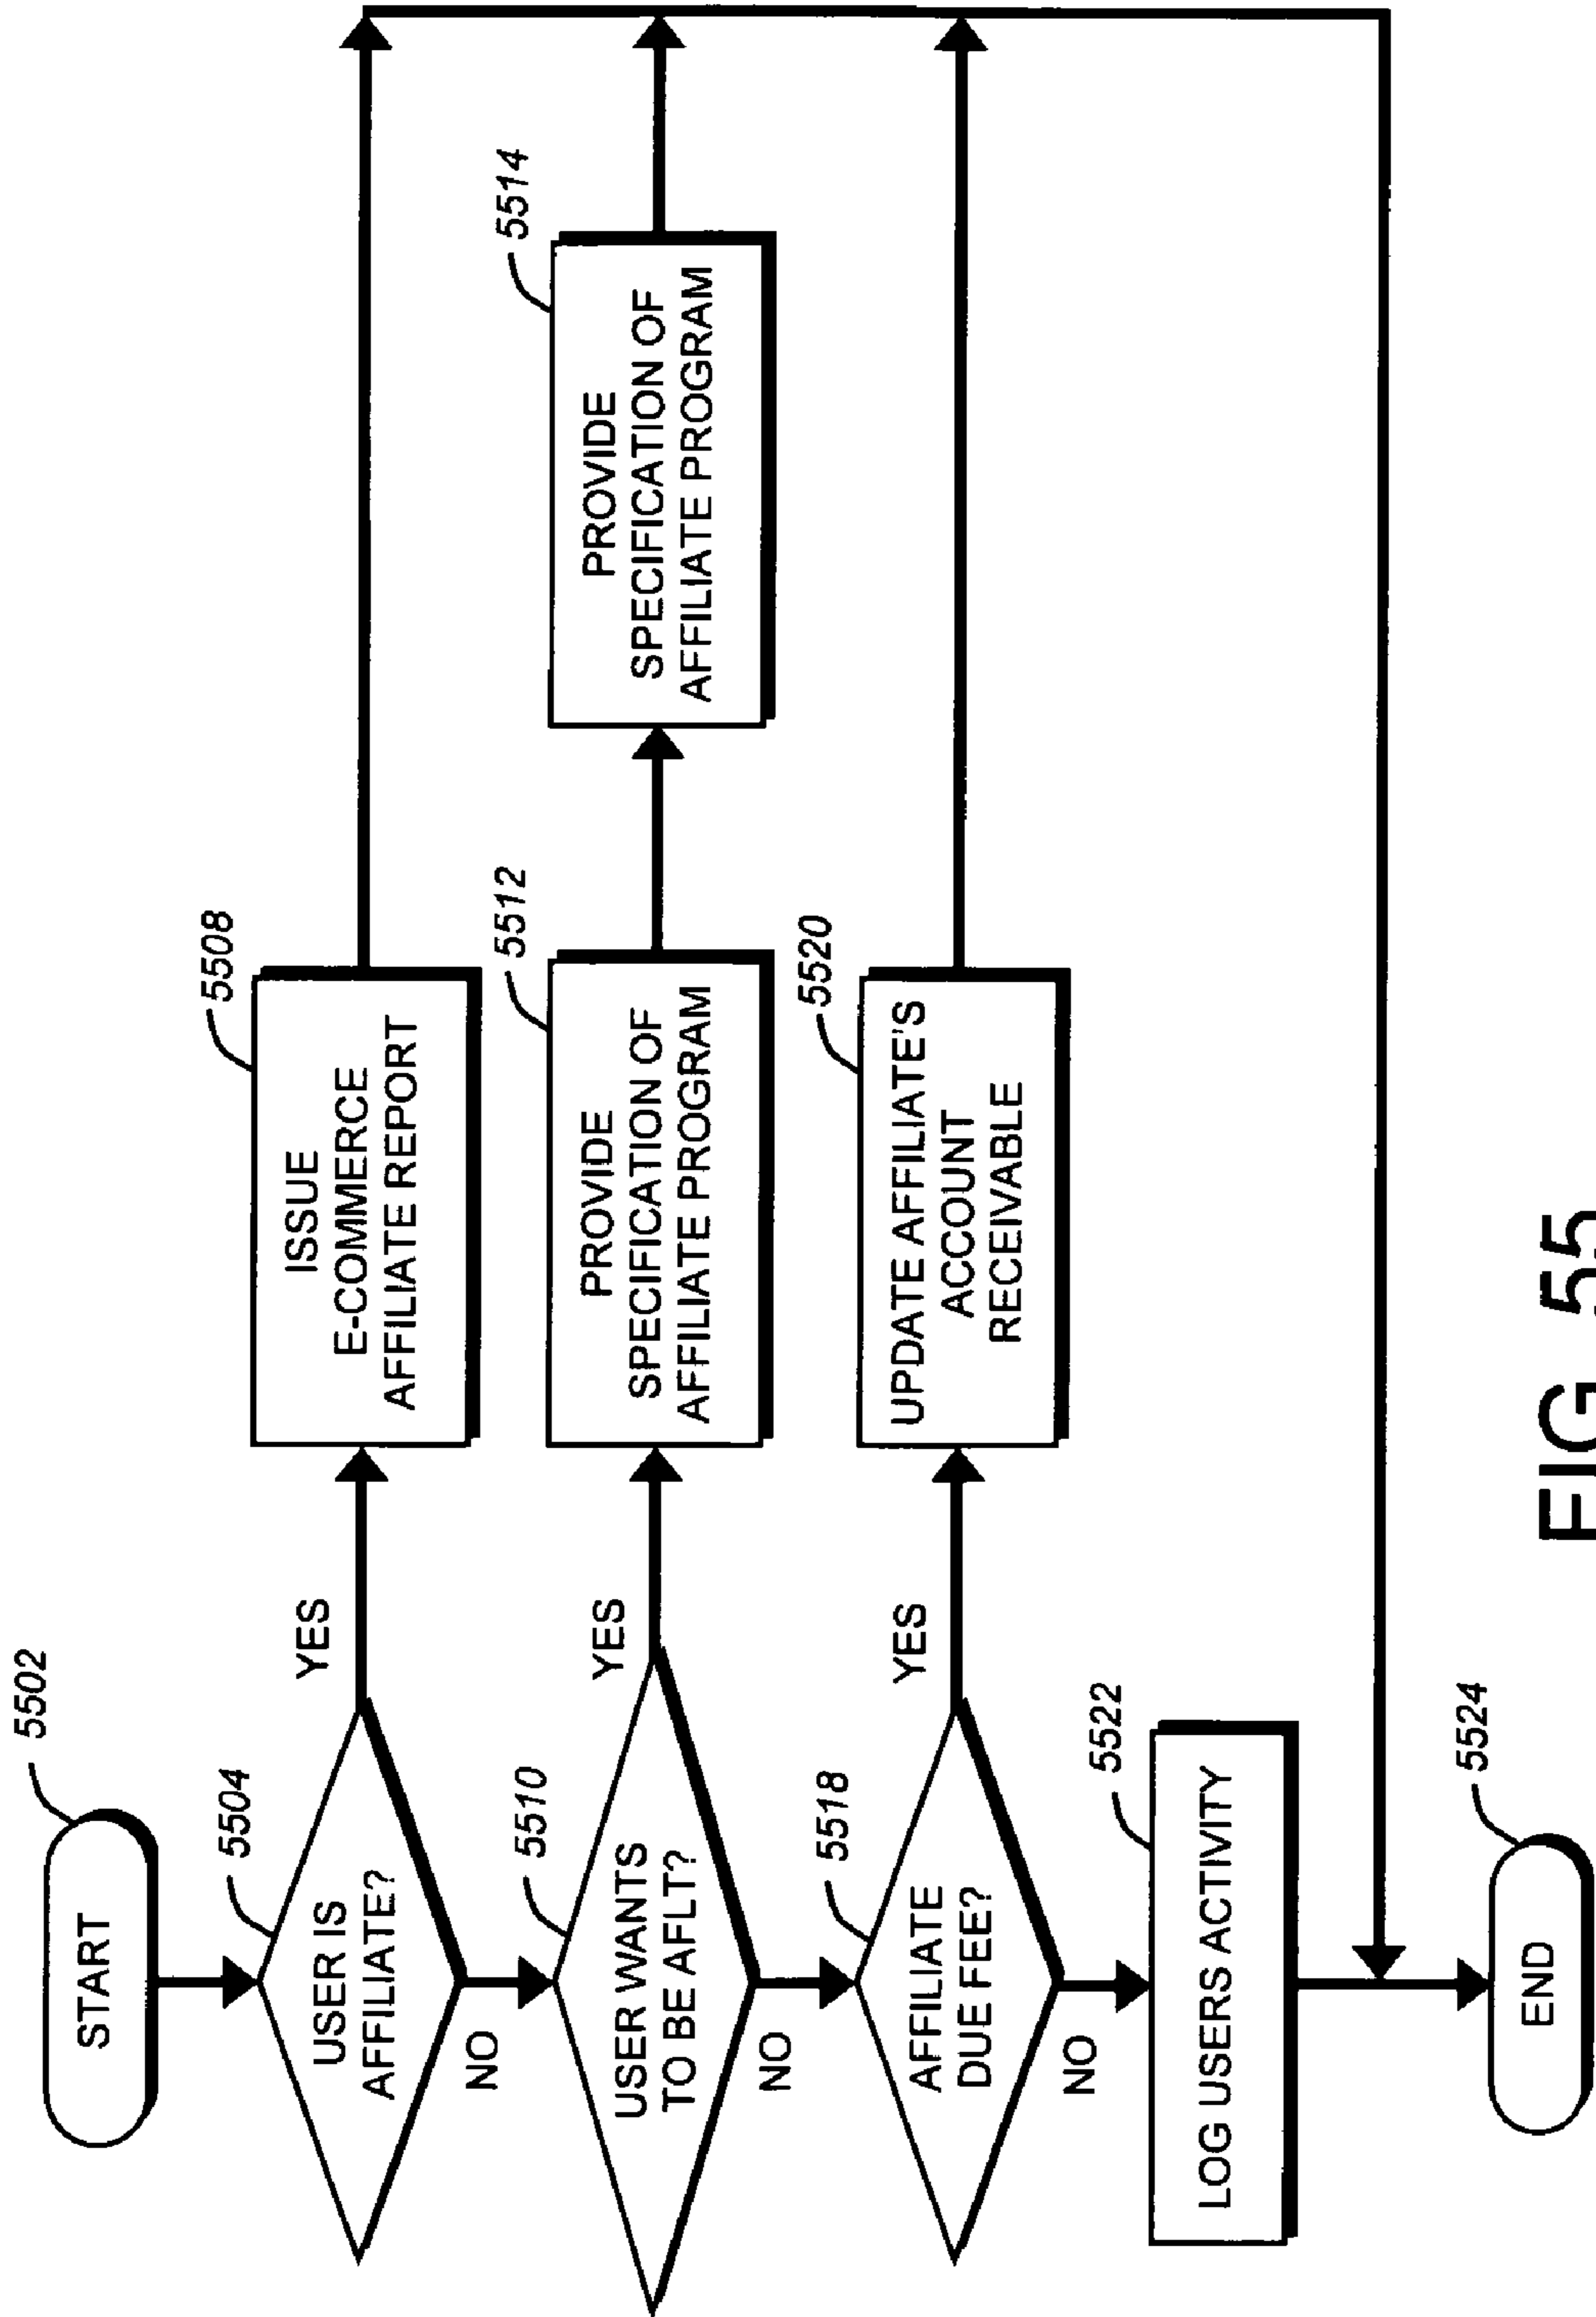 5502
START
5504
USER IS
AFFILIATE?
YES
NO
5508
ISSUE
E-COMMERCE
AFFILIATE REPORT
5510
USER WANTS
TO BE AFLT?
YES
NO
5512
PROVIDE
SPECIFICATION OF
AFFILIATE PROGRAM
5514
PROVIDE
SPECIFICATION OF
AFFILIATE PROGRAM
5518
AFFILIATE
DUE FEE?
YES
NO
5520
UPDATE AFFILIATE'S
ACCOUNT
RECEIVABLE
5522
LOG USERS ACTIVITY
5524
END
FIG. 55